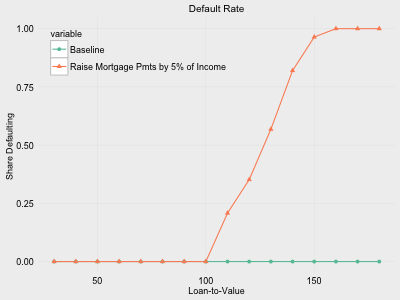 Default Rate
variable
Baseline
Raise Mortgage Pmts by 5% of Income
Share Defaulting
1.00
0.75
0.50
0.25
0.00
50
100
150
Loan-to-Value